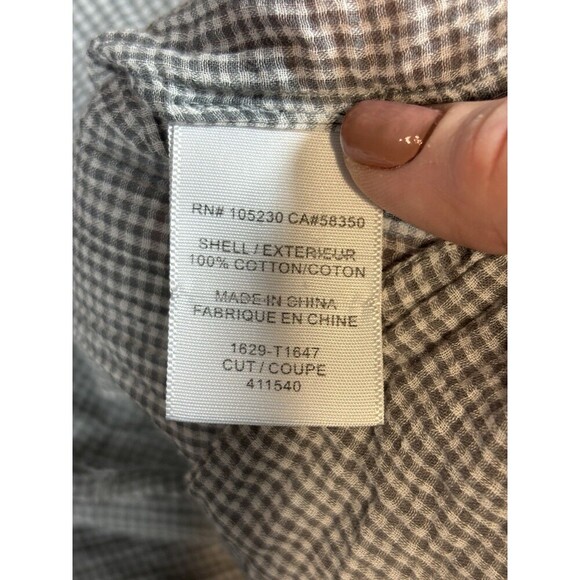 RN# 105230 CA#58350
SHELL / EXTERIEUR
100% COTTON/COTON
MADE IN CHINA
FABRIQUE EN CHINE
1629-T1647
CUT / COUPE
411540